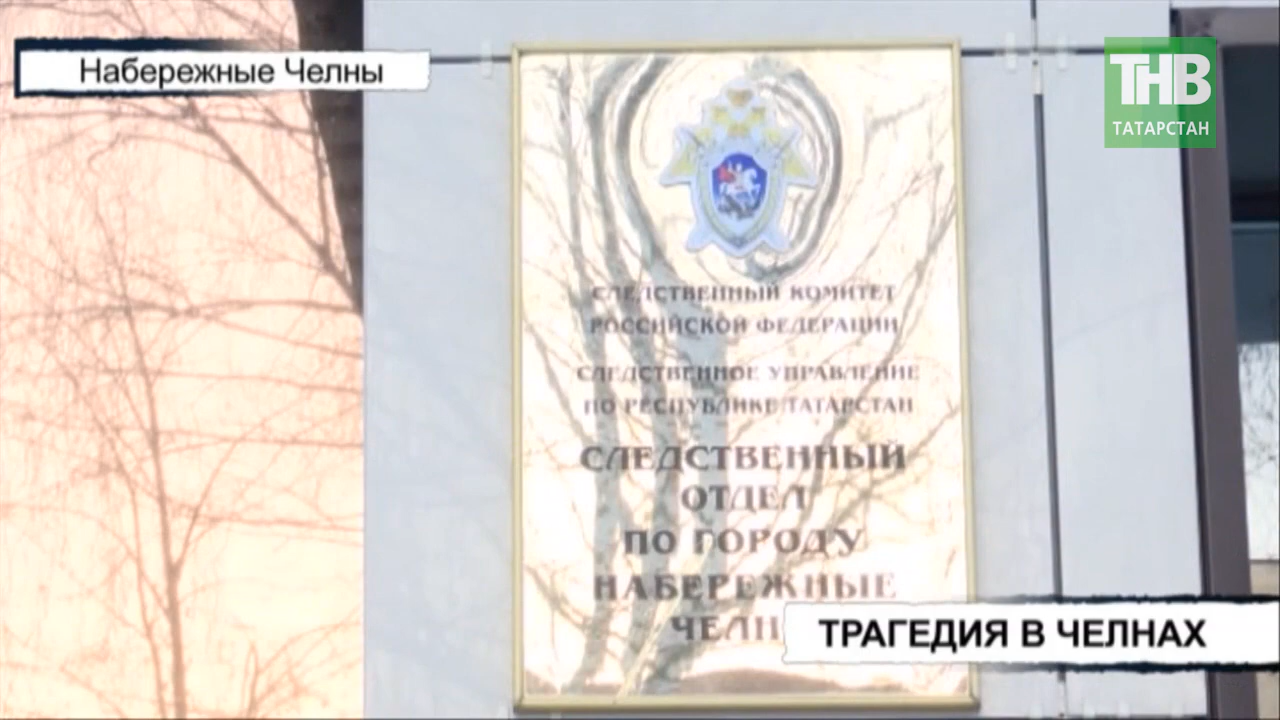 Набережные Челны
ТНВ
ТАТАРСТАН
СЛЕДСТВЕННЫЙ КОМИТЕТ
РОССИЙСКОЙ ФЕДЕРАЦИИ
СЛЕДСТВЕННОЕ УПРАВЛЕНИЕ
ПО РЕСПУБЛИКЕ ТАТАРСТАН
СЛЕДСТВЕННЫЙ
ОТДЕЛ
ПО ГОРОДУ
НАБЕРЕЖНЫЕ
ЧЕЛН
ТРАГЕДИЯ В ЧЕЛНАХ